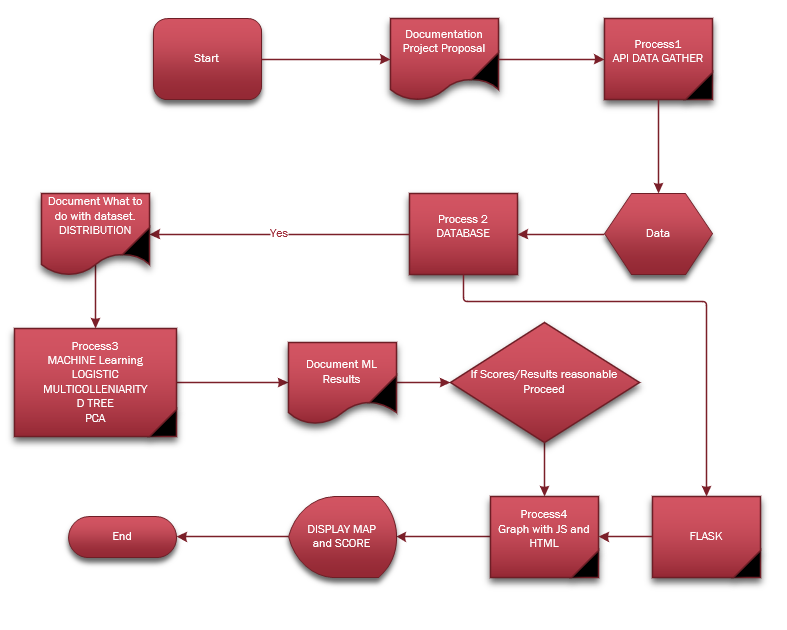 Start
Documentation
Project Proposal
Process1
API DATA GATHER
Document What to
do with dataset.
DISTRIBUTION
Yes
Process 2
DATABASE
Data
Process3
MACHINE Learning
LOGISTIC
MULTICOLLENIARITY
D TREE
PCA
Document ML
Results
If Scores/Results reasonable
Proceed
End
DISPLAY MAP
and SCORE
Process4
Graph with JS and
HTML
FLASK